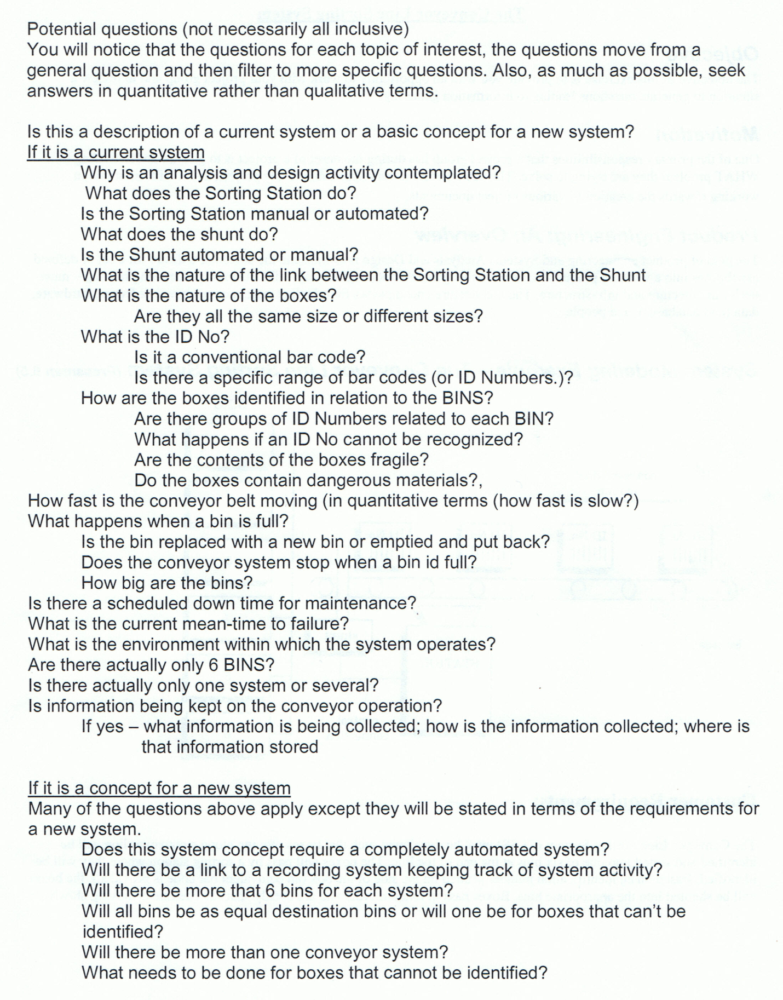 Potential questions (not necessarily all inclusive)
You will notice that the questions for each topic of interest, the questions move from a
general question and then filter to more specific questions. Also, as much as possible, seek
answers in quantitative rather than qualitative terms.
Is this a description of a current system or a basic concept for a new system?
If it is a current system
Why is an analysis and design activity contemplated?
What does the Sorting Station do?
Is the Sorting Station manual or automated?
What does the shunt do?
Is the Shunt automated or manual?
What is the nature of the link between the Sorting Station and the Shunt
What is the nature of the boxes?
Are they all the same size or different sizes?
What is the ID No?
Is it a conventional bar code?
Is there a specific range of bar codes (or ID Numbers.)?
How are the boxes identified in relation to the BINS?
Are there groups of ID Numbers related to each BIN?
What happens if an ID No cannot be recognized?
Are the contents of the boxes fragile?
Do the boxes contain dangerous materials?,
How fast is the conveyor belt moving (in quantitative terms (how fast is slow?)
What happens when a bin is full?
Is the bin replaced with a new bin or emptied and put back?
Does the conveyor system stop when a bin id full?
How big are the bins?
Is there a scheduled down time for maintenance?
What is the current mean-time to failure?
What is the environment within which the system operates?
Are there actually only 6 BINS?
Is there actually only one system or several?
Is information being kept on the conveyor operation?
If yes – what information is being collected; how is the information collected; where is
that information stored
If it is a concept for a new system
Many of the questions above apply except they will be stated in terms of the requirements for
a new system.
Does this system concept require a completely automated system?
Will there be a link to a recording system keeping track of system activity?
Will there be more that 6 bins for each system?
Will all bins be as equal destination bins or will one be for boxes that can't be
identified?
Will there be more than one conveyor system?
What needs to be done for boxes that cannot be identified?